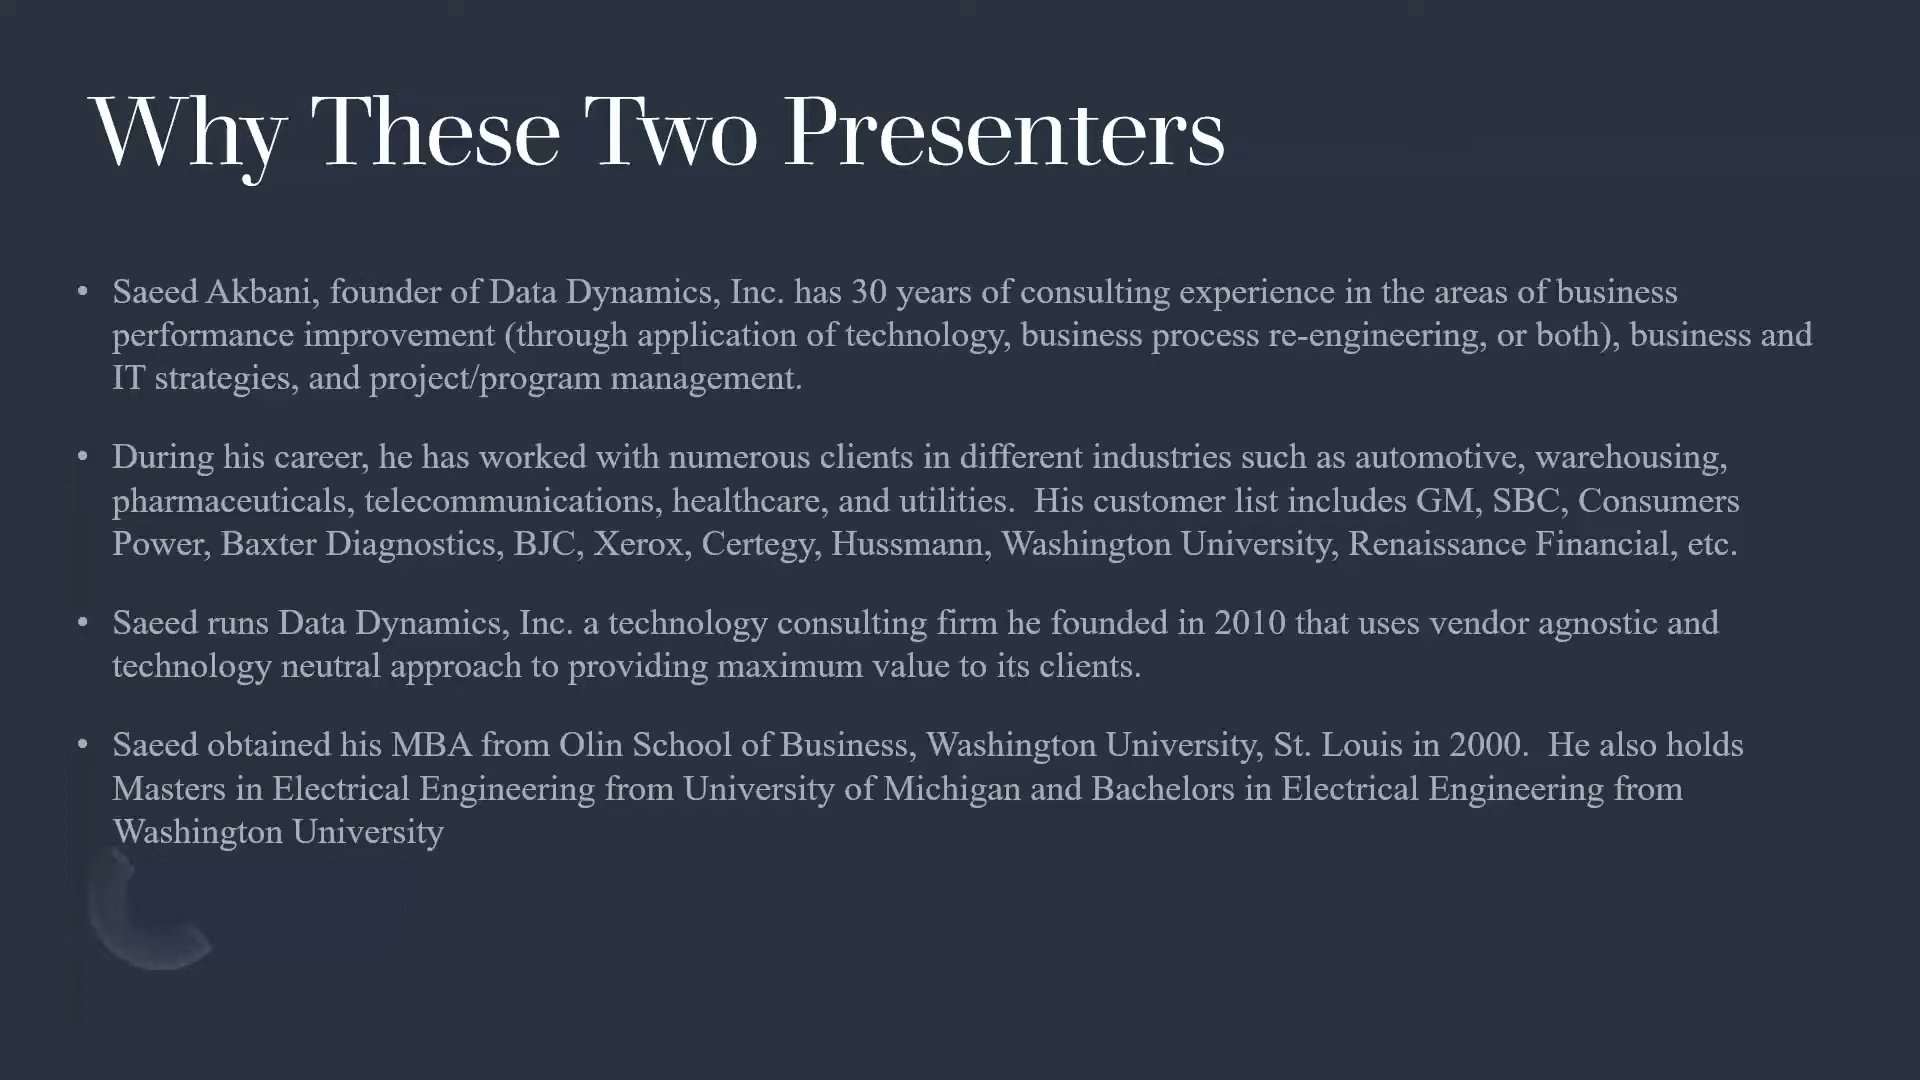 Why These Two Presenters
• Saeed Akbani, founder of Data Dynamics, Inc. has 30 years of consulting experience in the areas of business
performance improvement (through application of technology, business process re-engineering, or both), business and
IT strategies, and project/program management.
• During his career, he has worked with numerous clients in different industries such as automotive, warehousing,
pharmaceuticals, telecommunications, healthcare, and utilities.  His customer list includes GM, SBC, Consumers
Power, Baxter Diagnostics, BJC, Xerox, Certegy, Hussmann, Washington University, Renaissance Financial, etc.
• Saeed runs Data Dynamics, Inc. a technology consulting firm he founded in 2010 that uses vendor agnostic and
technology neutral approach to providing maximum value to its clients.
• Saeed obtained his MBA from Olin School of Business, Washington University, St. Louis in 2000.  He also holds
Masters in Electrical Engineering from University of Michigan and Bachelors in Electrical Engineering from
Washington University